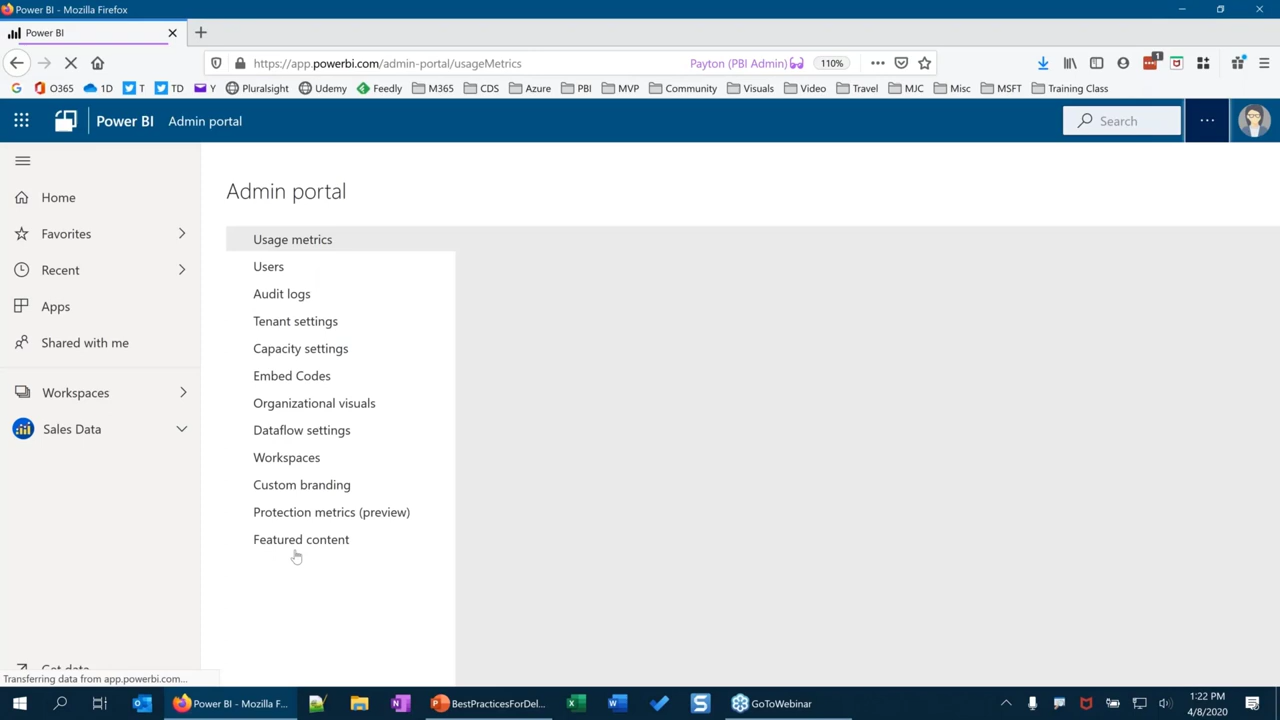 Power BI - Mozilla Firefox
Power BI
https://app.powerbi.com/admin-portal/usageMetrics
Payton (PBI Admin)
110%
1
O365
1D
T
TD
Y
Pluralsight
Udemy
Feedly
M365
CDS
Azure
PBI
MVP
Community
Visuals
Video
Travel
MJC
Misc
MSFT
Training Class
Power BI
Admin portal
Search
Home
Favorites
Recent
Apps
Shared with me
Workspaces
Sales Data
Get data
Admin portal
Usage metrics
Users
Audit logs
Tenant settings
Capacity settings
Embed Codes
Organizational visuals
Dataflow settings
Workspaces
Custom branding
Protection metrics (preview)
Featured content
Transferring data from app.powerbi.com...
Power BI - Mozilla F...
BestPracticesForDel...
GoToWebinar
1:22 PM
4/8/2020